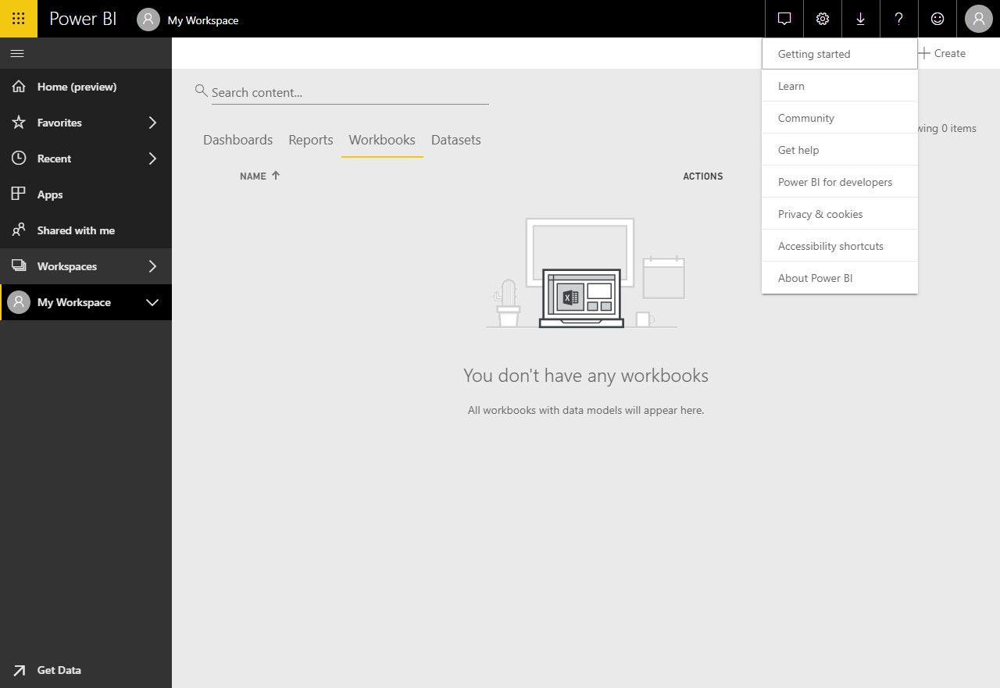 Power BI
My Workspace
Getting started
Create
Home (preview)
Learn
Search content...
Favorites
Community
wing 0 items
Dashboards
Reports
Workbooks
Datasets
Recent
Get help
NAME
ACTIONS
Power BI for developers
Apps
Privacy & cookies
Shared with me
Accessibility shortcuts
Workspaces
About Power BI
My Workspace
You don't have any workbooks
All workbooks with data models will appear here.
Get Data